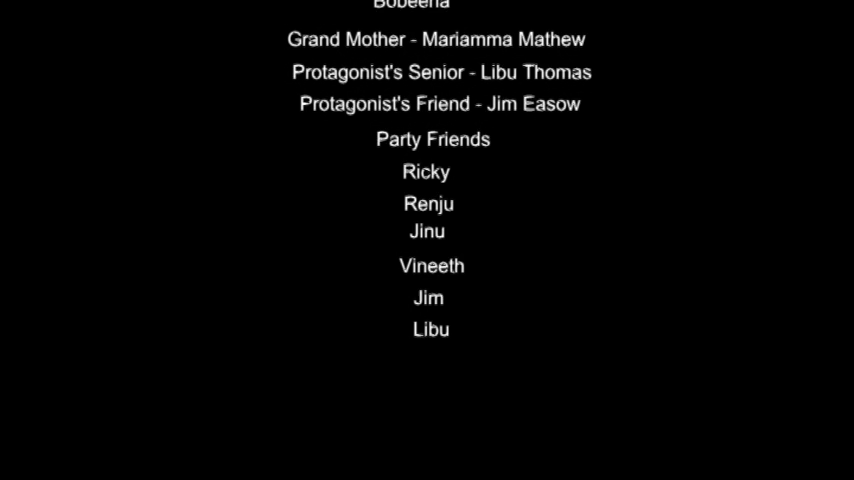 Bobeena
Grand Mother - Mariamma Mathew
Protagonist's Senior - Libu Thomas
Protagonist's Friend - Jim Easow
Party Friends
Ricky
Renju
Jinu
Vineeth
Jim
Libu